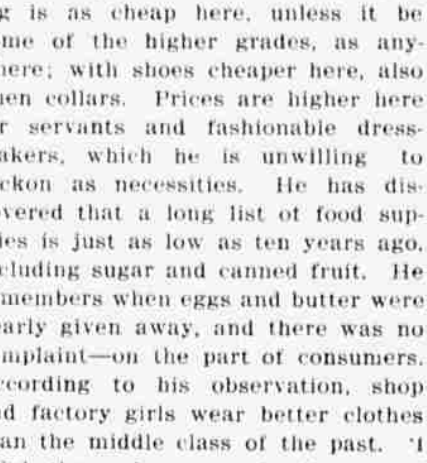 g is as cheap here, unless it be
me of the higher grades, as any-
here; with shoes cheaper here, also
nen collars. Prices are higher here
r servants and fashionable dress-
akers, which he is unwilling to
ckon as necessities. He has dis-
vered that a long list of food sup-
ies is just as low as ten years ago,
cluding sugar and canned fruit. He
members when eggs and butter were
early given away, and there was no
mplaint—on the part of consumers.
ccording to his observation, shop
nd factory girls wear better clothes
an the middle class of the past. 'I